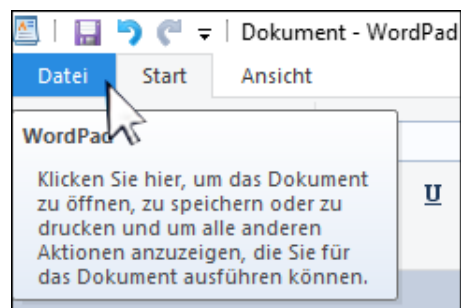 Dokument - WordPad
Datei Start Ansicht
WordPad
Klicken Sie hier, um das Dokument
zu öffnen, zu speichern oder zu
drucken und um alle anderen
Aktionen anzuzeigen, die Sie für
das Dokument ausführen können.
U